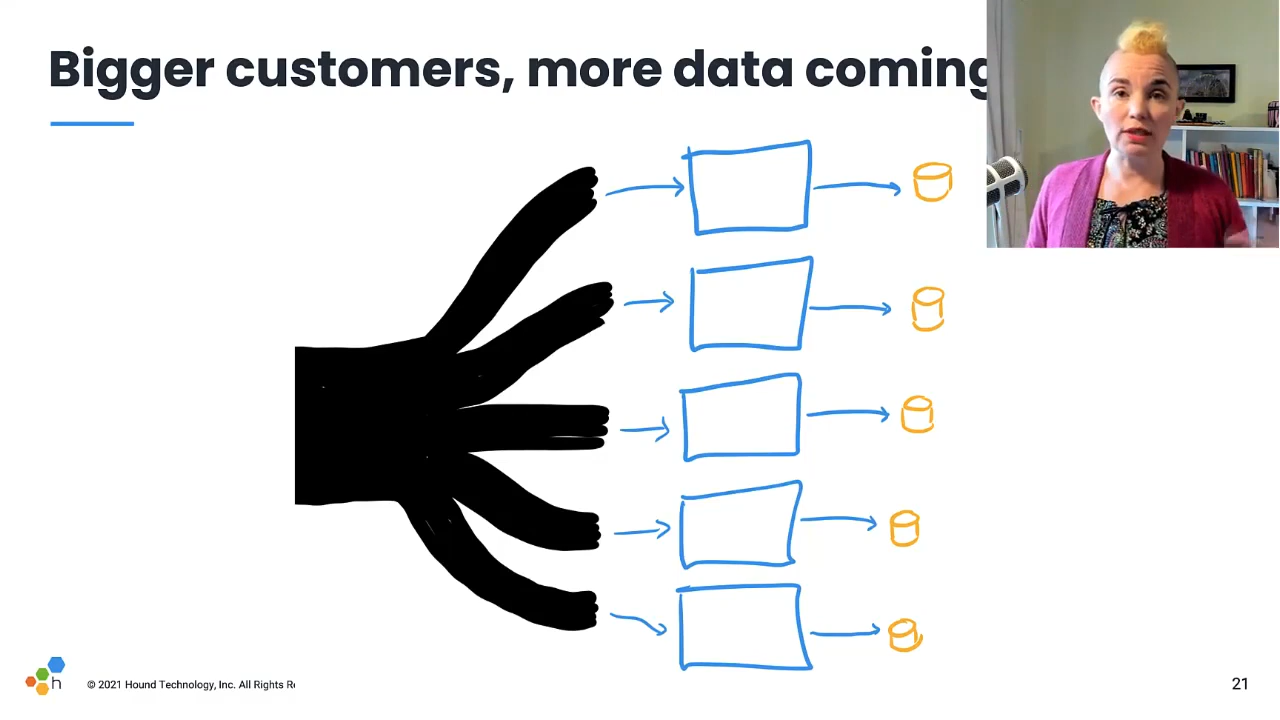 Bigger customers, more data coming
h
© 2021 Hound Technology, Inc. All Rights
21